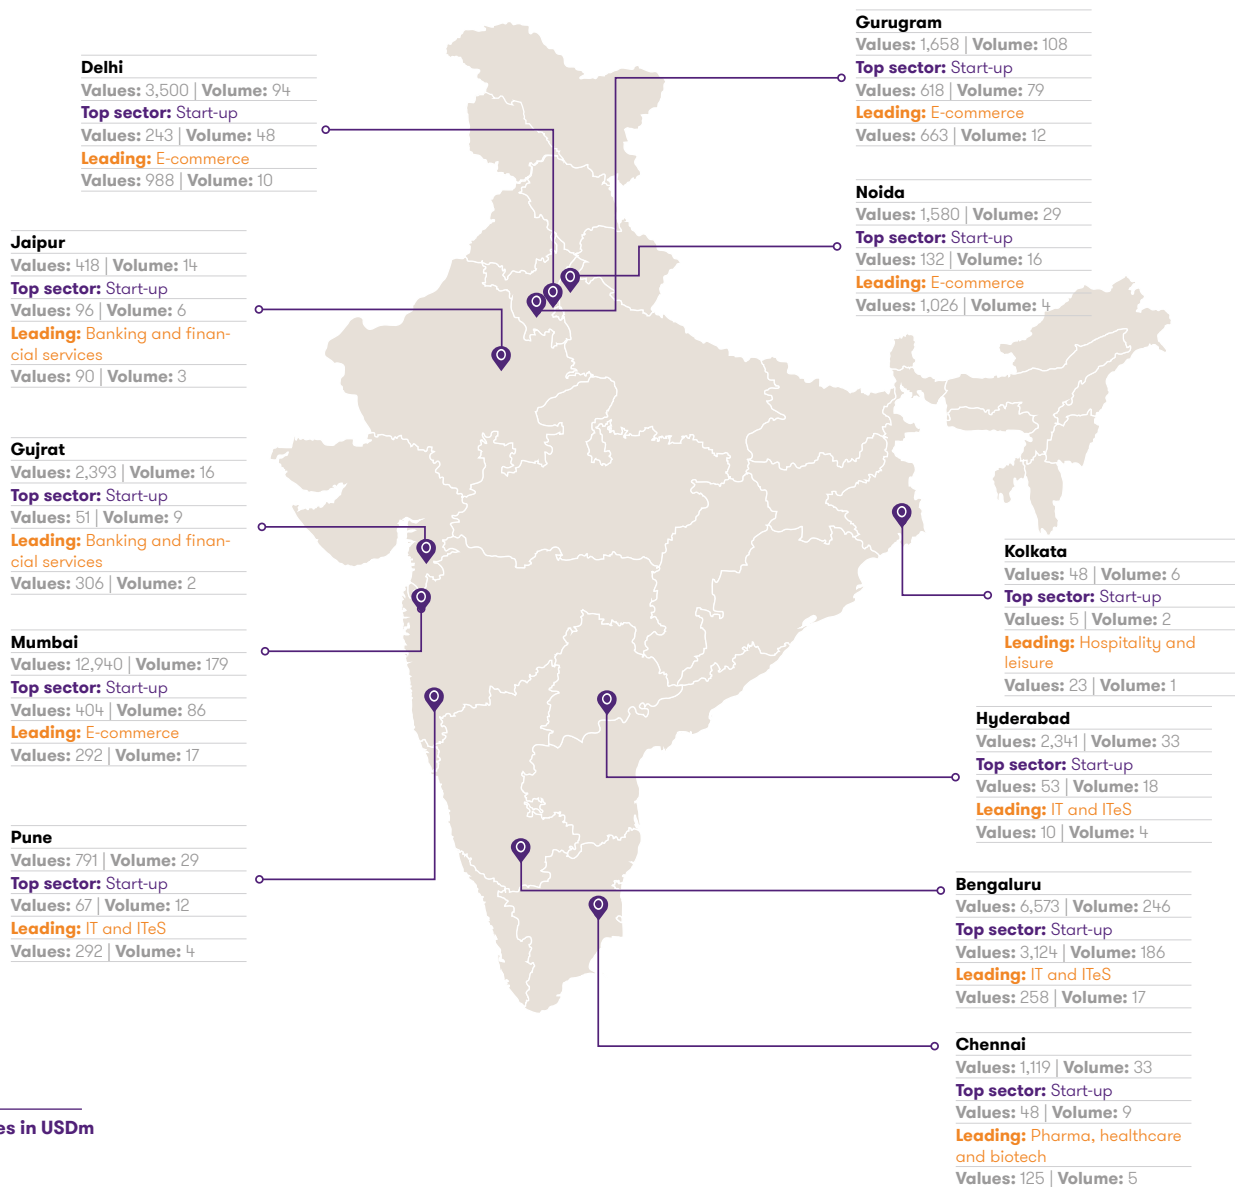 Delhi
Values: 3,500 | Volume: 94
Top sector: Start-up
Values: 243 | Volume: 48
Leading: E-commerce
Values: 988 | Volume: 10
Jaipur
Values: 418 | Volume: 14
Top sector: Start-up
Values: 96 | Volume: 6
Leading: Banking and finan-
cial services
Values: 90 | Volume: 3
Gujrat
Values: 2,393 | Volume: 16
Top sector: Start-up
Values: 51 | Volume: 9
Leading: Banking and finan-
cial services
Values: 306 | Volume: 2
Mumbai
Values: 12,940 | Volume: 179
Top sector: Start-up
Values: 404 | Volume: 86
Leading: E-commerce
Values: 292 | Volume: 17
Pune
Values: 791 | Volume: 29
Top sector: Start-up
Values: 67 | Volume: 12
Leading: IT and ITeS
Values: 292 | Volume: 4
Gurugram
Values: 1,658 | Volume: 108
Top sector: Start-up
Values: 618 | Volume: 79
Leading: E-commerce
Values: 663 | Volume: 12
Noida
Values: 1,580 | Volume: 29
Top sector: Start-up
Values: 132 | Volume: 16
Leading: E-commerce
Values: 1,026 | Volume: 4
Kolkata
Values: 48 | Volume: 6
Top sector: Start-up
Values: 5 | Volume: 2
Leading: Hospitality and
leisure
Values: 23 | Volume: 1
Hyderabad
Values: 2,341 | Volume: 33
Top sector: Start-up
Values: 53 | Volume: 18
Leading: IT and ITeS
Values: 10 | Volume: 4
Bengaluru
Values: 6,573 | Volume: 246
Top sector: Start-up
Values: 3,124 | Volume: 186
Leading: IT and ITeS
Values: 258 | Volume: 17
Chennai
Values: 1,119 | Volume: 33
Top sector: Start-up
Values: 48 | Volume: 9
Leading: Pharma, healthcare
and biotech
Values: 125 | Volume: 5
es in USDm